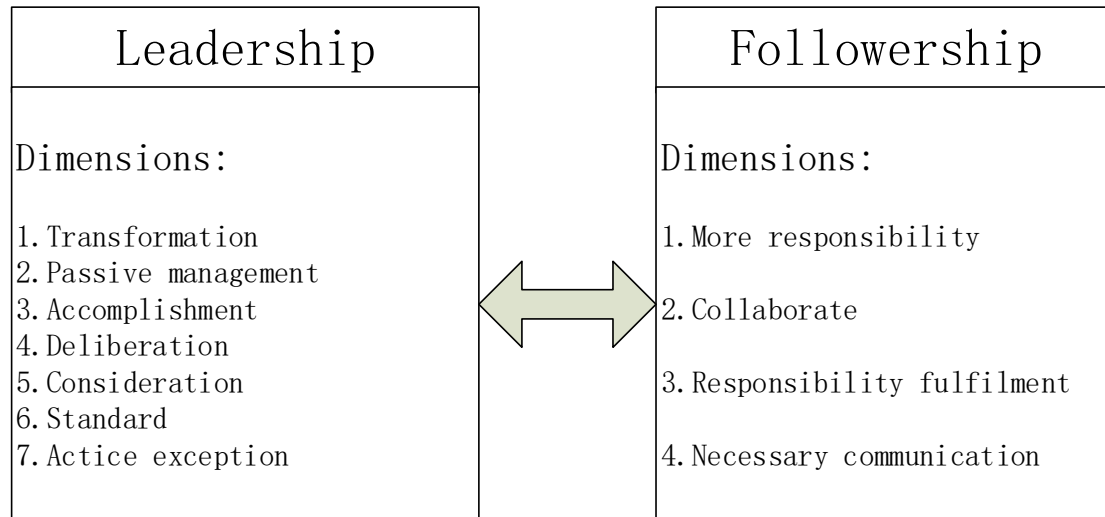 Leadership
Dimensions:
1.Transformation
2.Passive management
3.Accomplishment
4.Deliberation
5.Consideration
6.Standard
7.Actice exception
Followership
Dimensions:
1.More responsibility
2.Collaborate
3.Responsibility fulfilment
4.Necessary communication